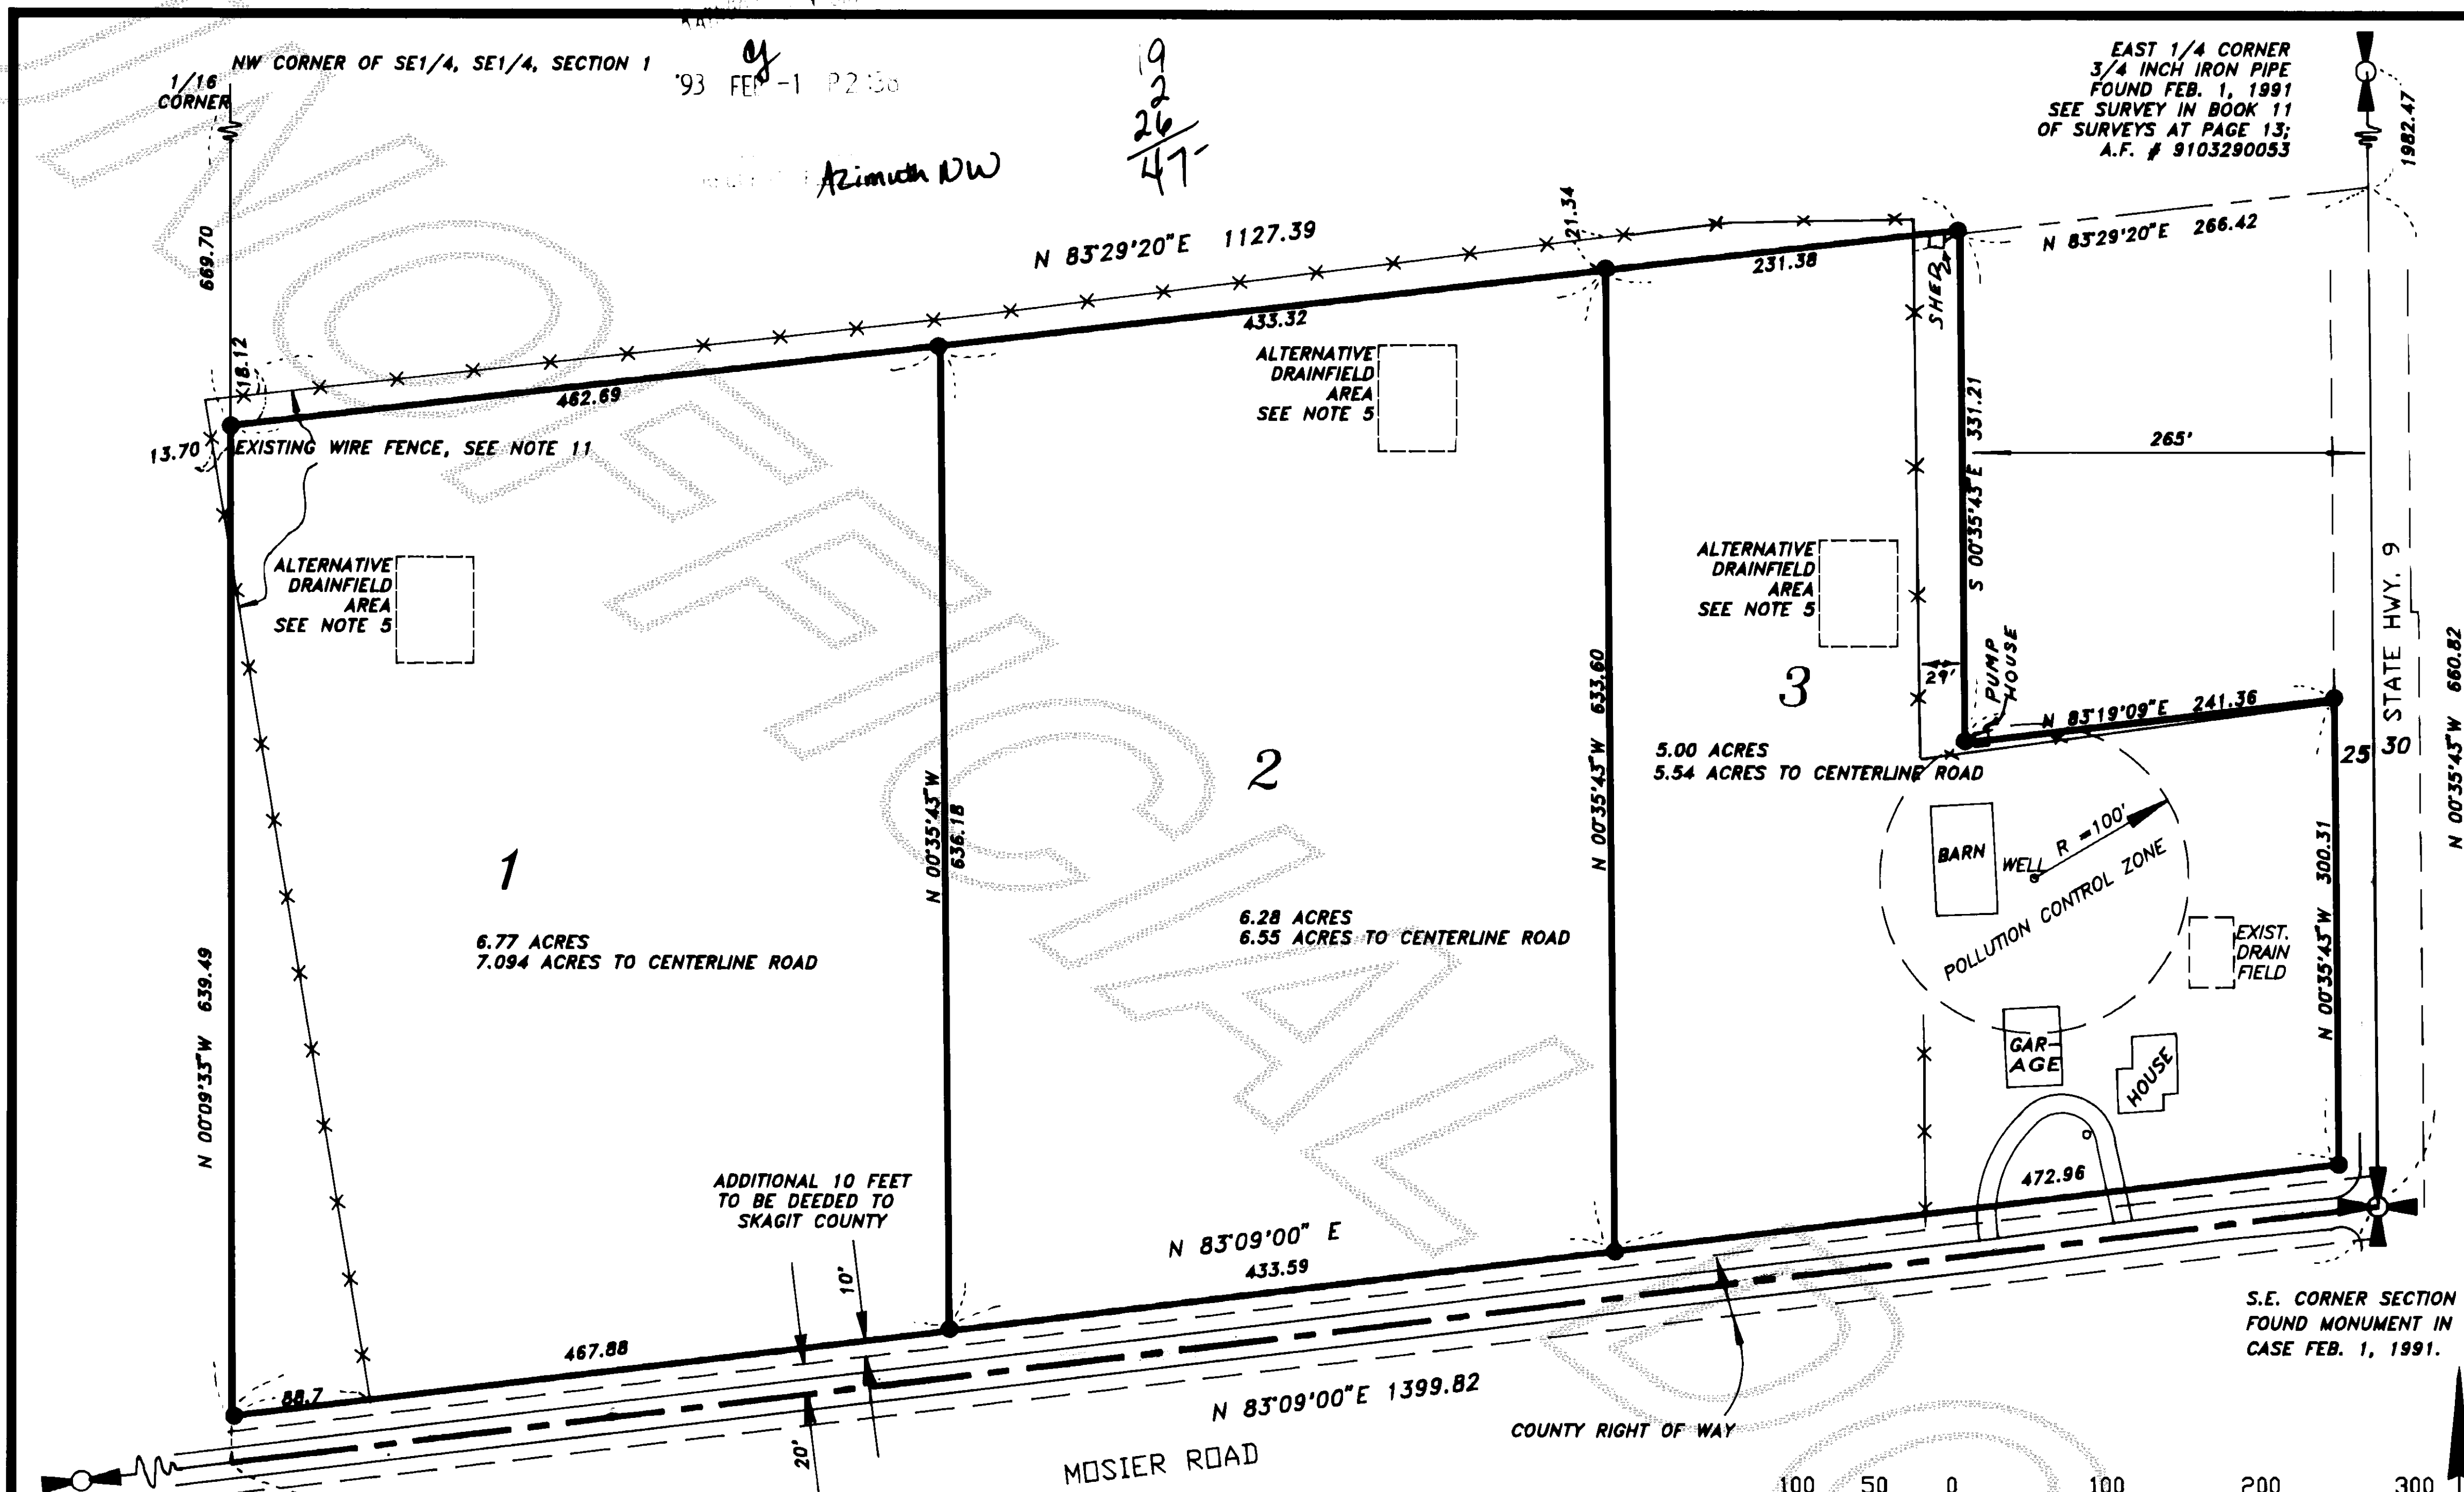 NW CORNER OF SE1/4, SE1/4, SECTION 1
1/16
CORNER
'93 FEB -1 P2:36
Azimuth NW
19
2
26
47
EAST 1/4 CORNER
3/4 INCH IRON PIPE
FOUND FEB. 1, 1991
SEE SURVEY IN BOOK 11
OF SURVEYS AT PAGE 13;
A.F. # 9103290053
1982.47
669.70
N 83°29'20"E 1127.39
21.34
N 83°29'20"E 266.42
231.38
SHED
433.32
18.12
462.69
13.70
EXISTING WIRE FENCE, SEE NOTE 11
ALTERNATIVE
DRAINFIELD
AREA
SEE NOTE 5
ALTERNATIVE
DRAINFIELD
AREA
SEE NOTE 5
ALTERNATIVE
DRAINFIELD
AREA
SEE NOTE 5
S 00°35'43"E 331.21
265'
STATE HWY. 9
N 00°35'43"W 660.82
29'
PUMP
HOUSE
N 83°19'09"E 241.36
25
30
3
5.00 ACRES
5.54 ACRES TO CENTERLINE ROAD
N 00°35'43"W 633.60
2
6.28 ACRES
6.55 ACRES TO CENTERLINE ROAD
N 00°35'43"W
636.18
1
6.77 ACRES
7.094 ACRES TO CENTERLINE ROAD
N 00°09'33"W 639.49
BARN
WELL
R =100'
POLLUTION CONTROL ZONE
EXIST.
DRAIN
FIELD
N 00°35'43"W 300.31
GAR-
AGE
HOUSE
472.96
ADDITIONAL 10 FEET
TO BE DEEDED TO
SKAGIT COUNTY
10'
N 83°09'00" E
433.59
467.88
88.7
20'
N 83°09'00"E 1399.82
MOSIER ROAD
COUNTY RIGHT OF WAY
S.E. CORNER SECTION
FOUND MONUMENT IN
CASE FEB. 1, 1991.
100 50 0 100 200 300
UNOFFICIAL DO